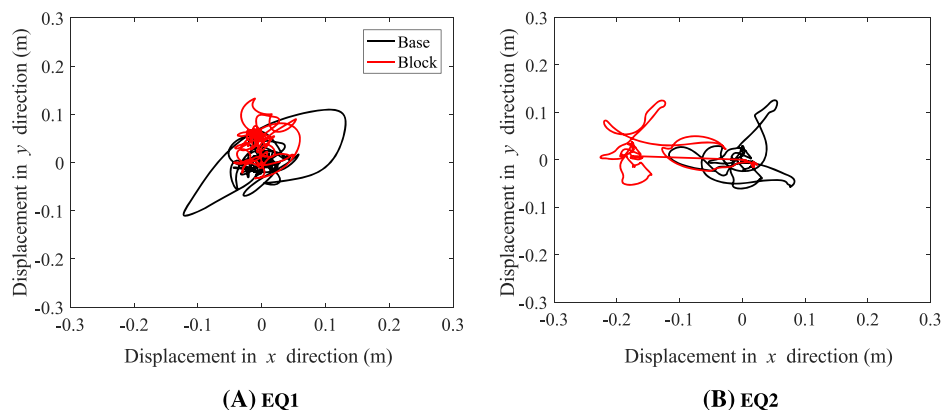 0.3
0.2
0.1
0
-0.1
-0.2
-0.3
Displacement in y direction (m)
-0.3 -0.2 -0.1 0 0.1 0.2 0.3
Displacement in x direction (m)
Base
Block
(A) EQ1
0.3
0.2
0.1
0
-0.1
-0.2
-0.3
Displacement in y direction (m)
-0.3 -0.2 -0.1 0 0.1 0.2 0.3
Displacement in x direction (m)
(B) EQ2